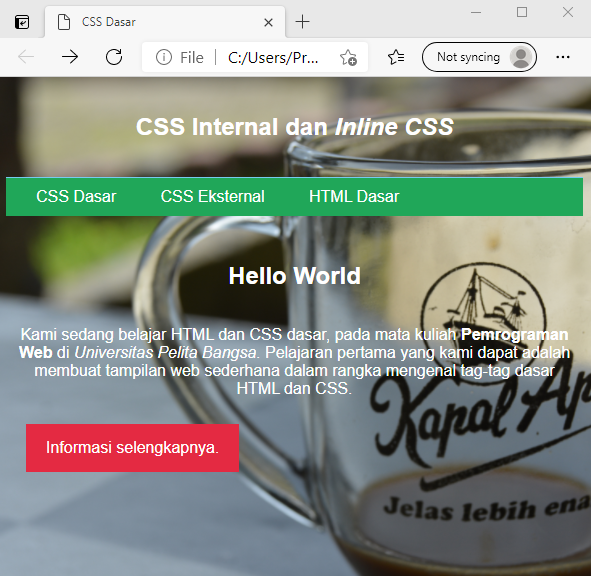 CSS Dasar
File | C:/Users/Pr...
Not syncing
CSS Internal dan Inline CSS
CSS Dasar CSS Eksternal HTML Dasar
Hello World
Kami sedang belajar HTML dan CSS dasar, pada mata kuliah Pemrograman
Web di Universitas Pelita Bangsa. Pelajaran pertama yang kami dapat adalah
membuat tampilan web sederhana dalam rangka mengenal tag-tag dasar
HTML dan CSS.
Informasi selengkapnya.
Kapal Ap
Jelas lebih ena